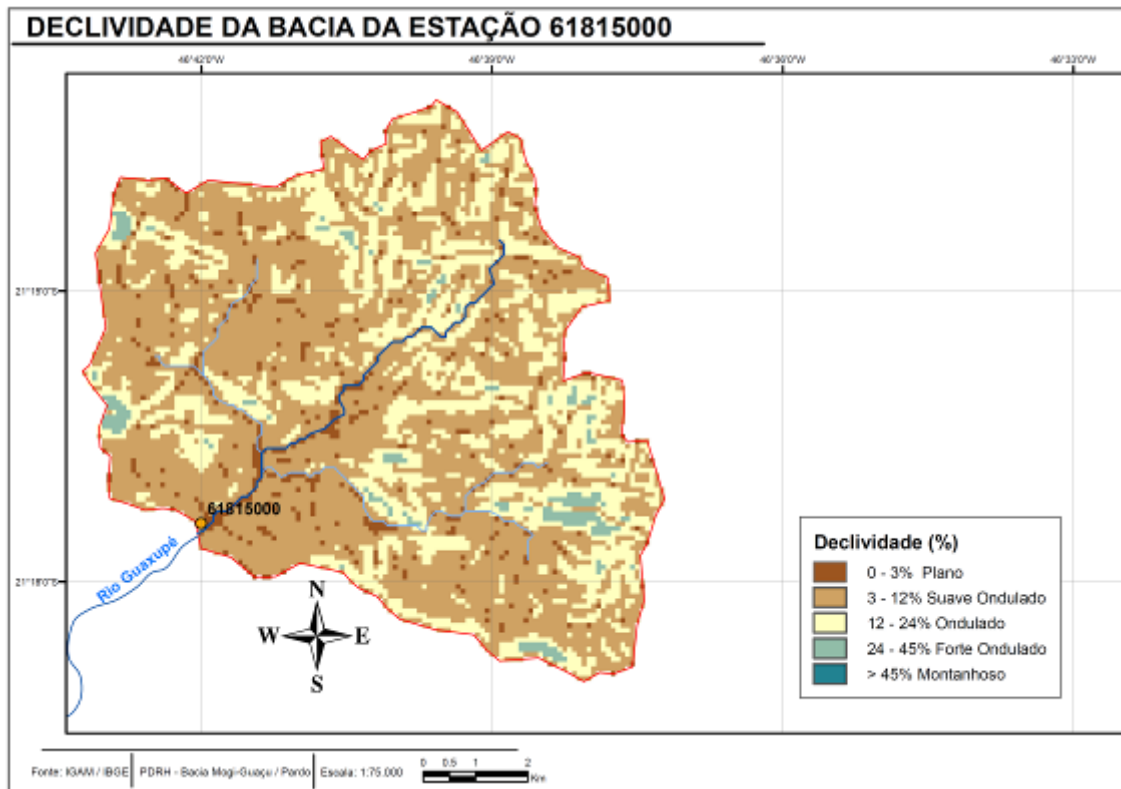 DECLIVIDADE DA BACIA DA ESTAÇÃO 61815000
46°42'0"W 46°39'0"W 46°36'0"W 46°33'0"W
21°15'0"S
61815000
Rio Guaxupé
21°18'0"S
N
W E
S
Declividade (%)
0 - 3% Plano
3 - 12% Suave Ondulado
12 - 24% Ondulado
24 - 45% Forte Ondulado
> 45% Montanhoso
Fonte: IGAM / IBGE PDRH - Bacia Mogi-Guaçu / Pardo Escala: 1:75.000
0 0.5 1 2
Km